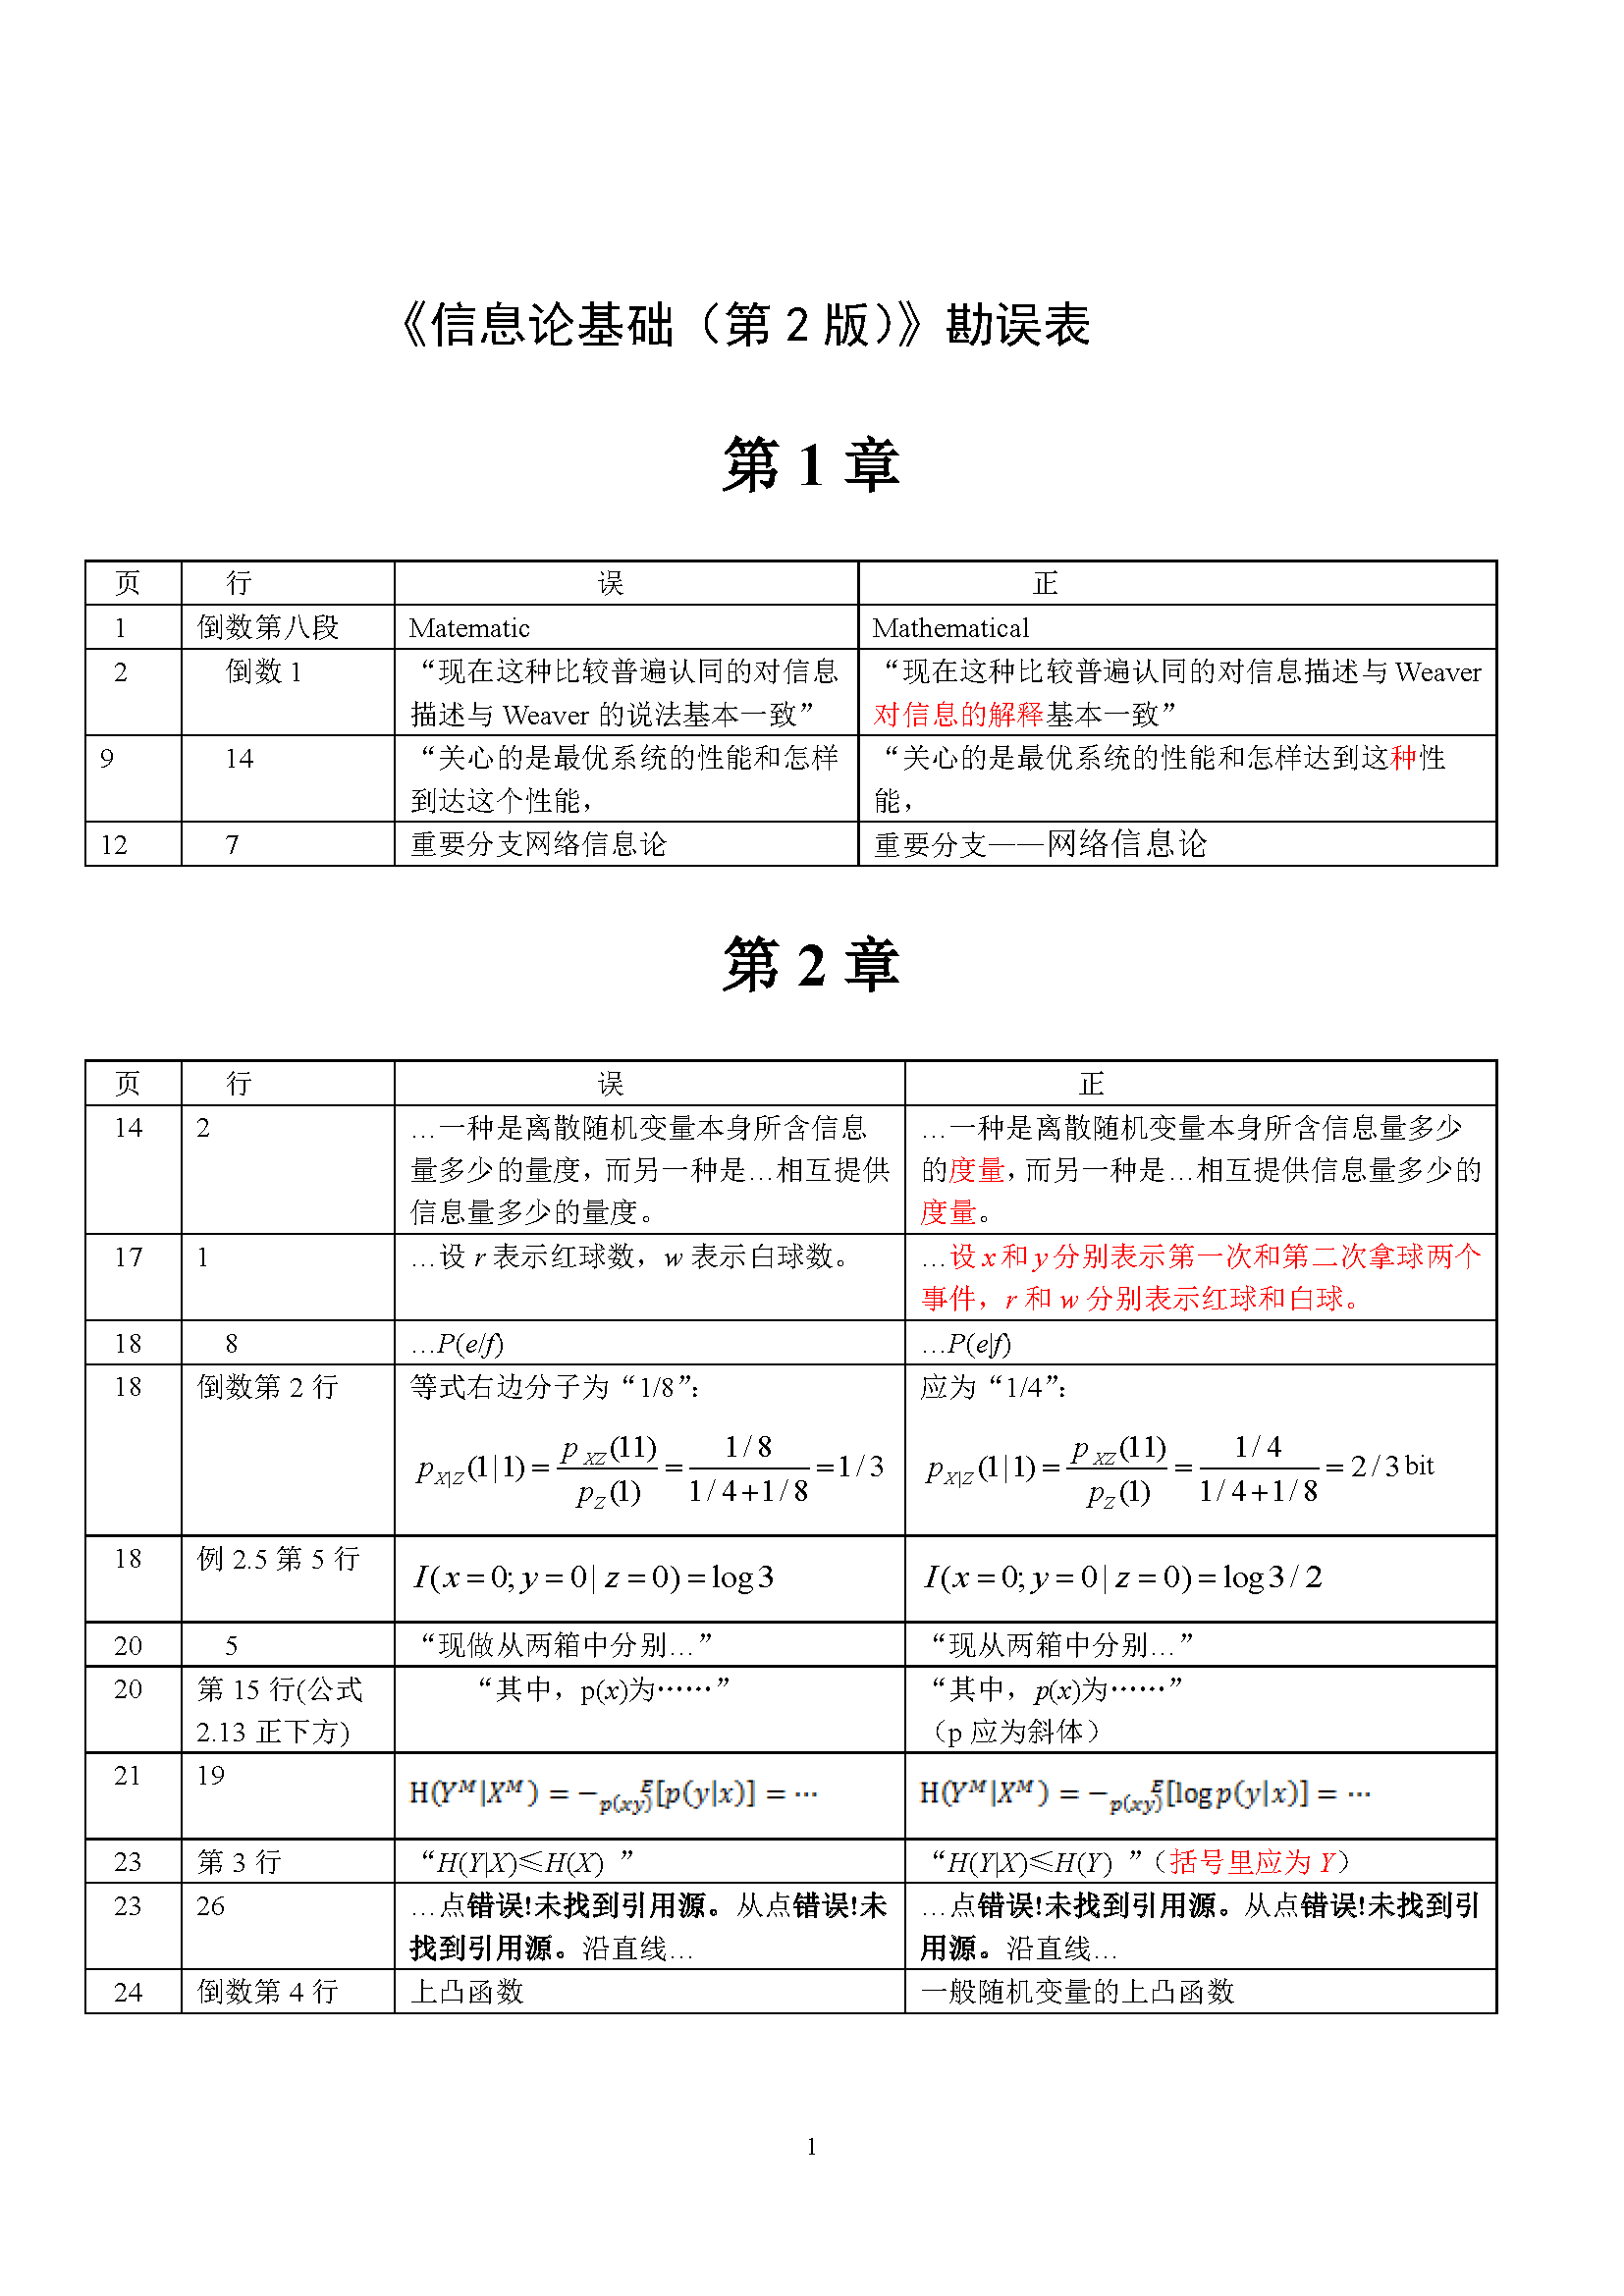 《信息论基础（第 2 版）》勘误表
第 1 章
页 行 误 正
1 倒数第八段 Matematic Mathematical
2 倒数 1 “现在这种比较普遍认同的对信息 “现在这种比较普遍认同的对信息描述与 Weaver
描述与 Weaver 的说法基本一致” 对信息的解释基本一致”
9 14 “关心的是最优系统的性能和怎样 “关心的是最优系统的性能和怎样达到这种性
到达这个性能， 能，
12 7 重要分支网络信息论 重要分支——网络信息论
第 2 章
页 行 误 正
14 2 …一种是离散随机变量本身所含信息 …一种是离散随机变量本身所含信息量多少
量多少的量度，而另一种是…相互提供 的度量，而另一种是…相互提供信息量多少的
信息量多少的量度。 度量。
17 1 …设 r 表示红球数，w 表示白球数。 …设 x 和 y 分别表示第一次和第二次拿球两个
事件，r 和 w 分别表示红球和白球。
18 8 …P(e/f) …P(e|f)
18 倒数第 2 行 等式右边分子为“1/8”： 应为“1/4”：
p_{X|Z}(1|1) = p_{XZ}(11)/p_Z(1) = (1/8)/(1/4+1/8) = 1/3 p_{X|Z}(1|1) = p_{XZ}(11)/p_Z(1) = (1/4)/(1/4+1/8) = 2/3 bit
18 例 2.5 第 5 行 I(x=0; y=0 | z=0) = log3 I(x=0; y=0 | z=0) = log3/2
20 5 “现做从两箱中分别…” “现从两箱中分别…”
20 第 15 行(公式 “其中，p(x)为……” “其中，p(x)为……”
2.13 正下方) （p 应为斜体）
21 19 H(Y^M|X^M) = −E_{p(xy)}[p(y|x)] = ⋯ H(Y^M|X^M) = −E_{p(xy)}[log p(y|x)] = ⋯
23 第 3 行 “H(Y|X)≤H(X) ” “H(Y|X)≤H(Y) ”（括号里应为 Y）
23 26 …点错误!未找到引用源。从点错误!未 …点错误!未找到引用源。从点错误!未找到引
找到引用源。沿直线… 用源。沿直线…
24 倒数第 4 行 上凸函数 一般随机变量的上凸函数
1